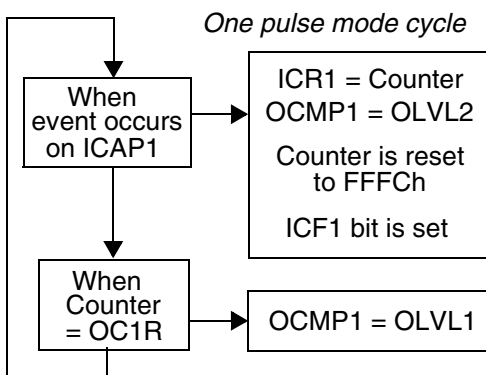 One pulse mode cycle
When
event occurs
on ICAP1
ICR1 = Counter
OCMP1 = OLVL2
Counter is reset
to FFFCh
ICF1 bit is set
When
Counter
= OC1R
OCMP1 = OLVL1